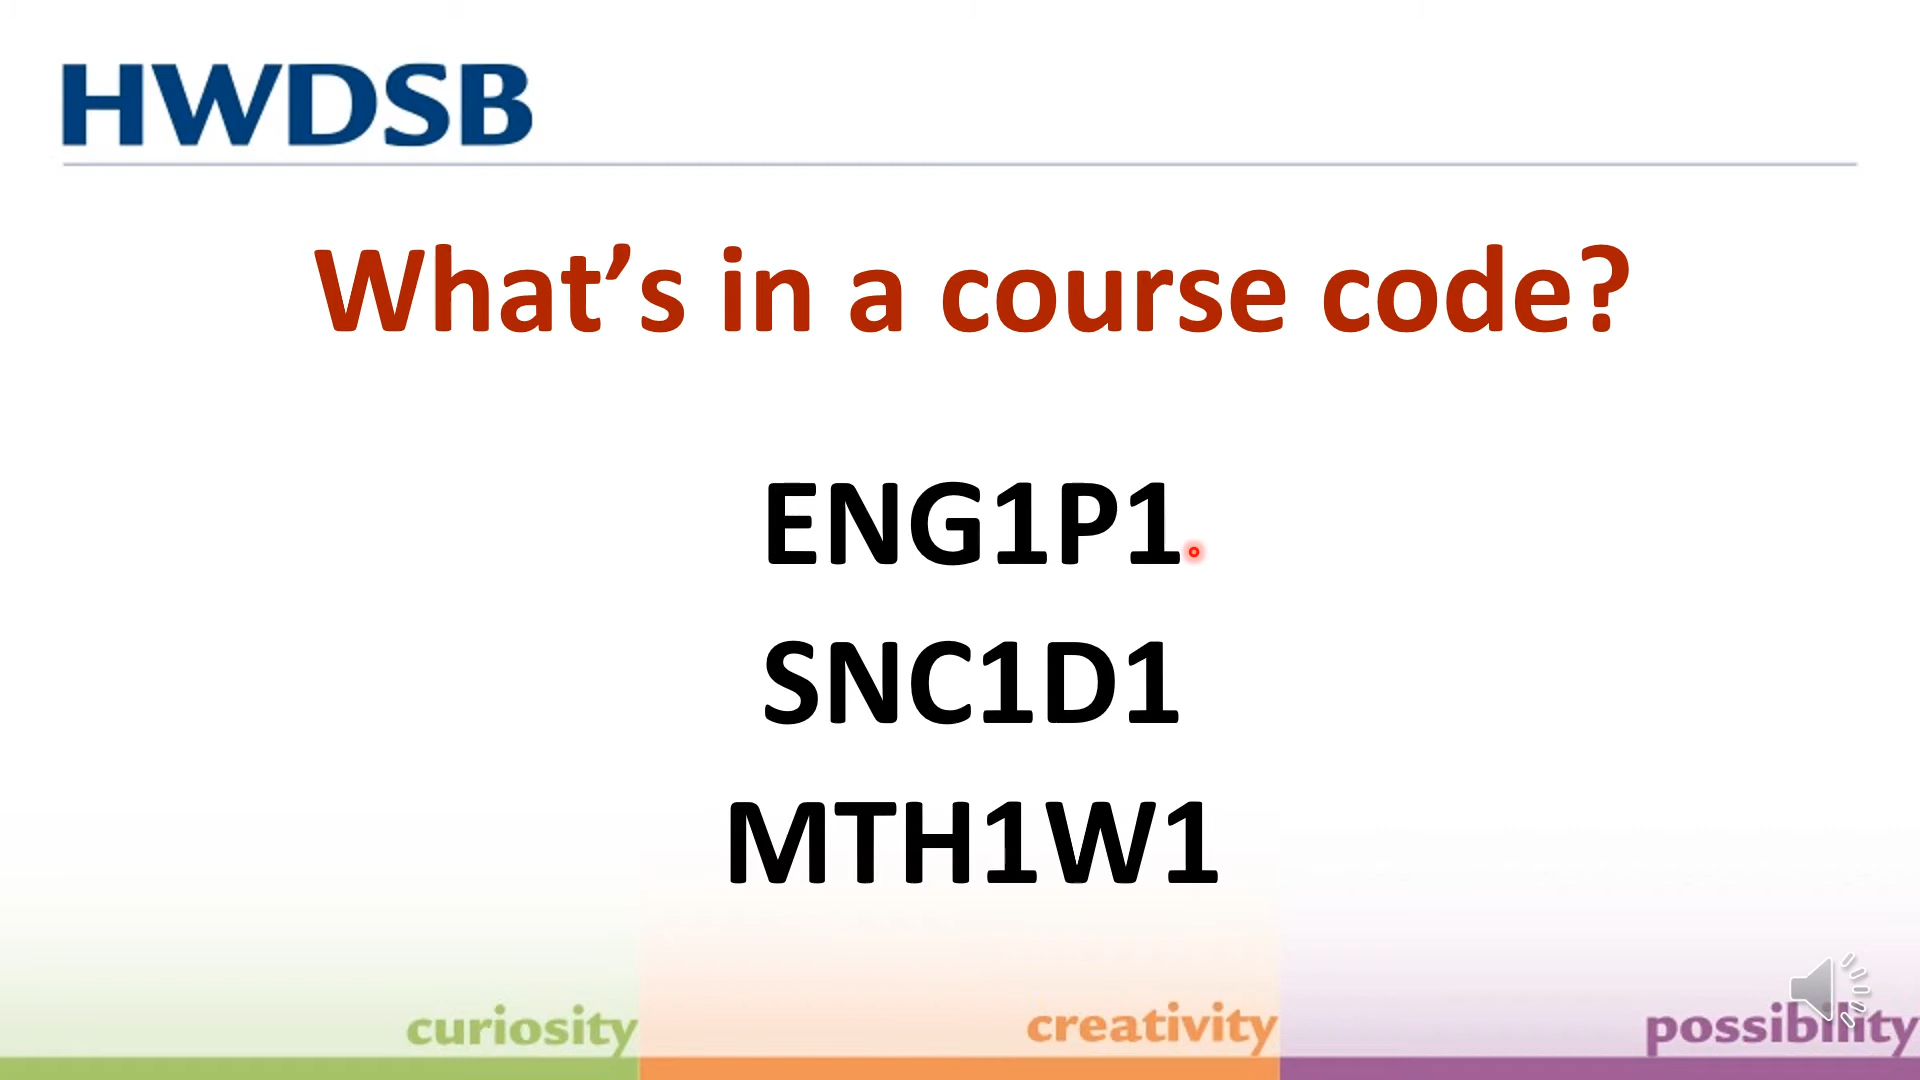 HWDSB
What’s in a course code?
ENG1P1
SNC1D1
MTH1W1
curiosity
creativity
possibility